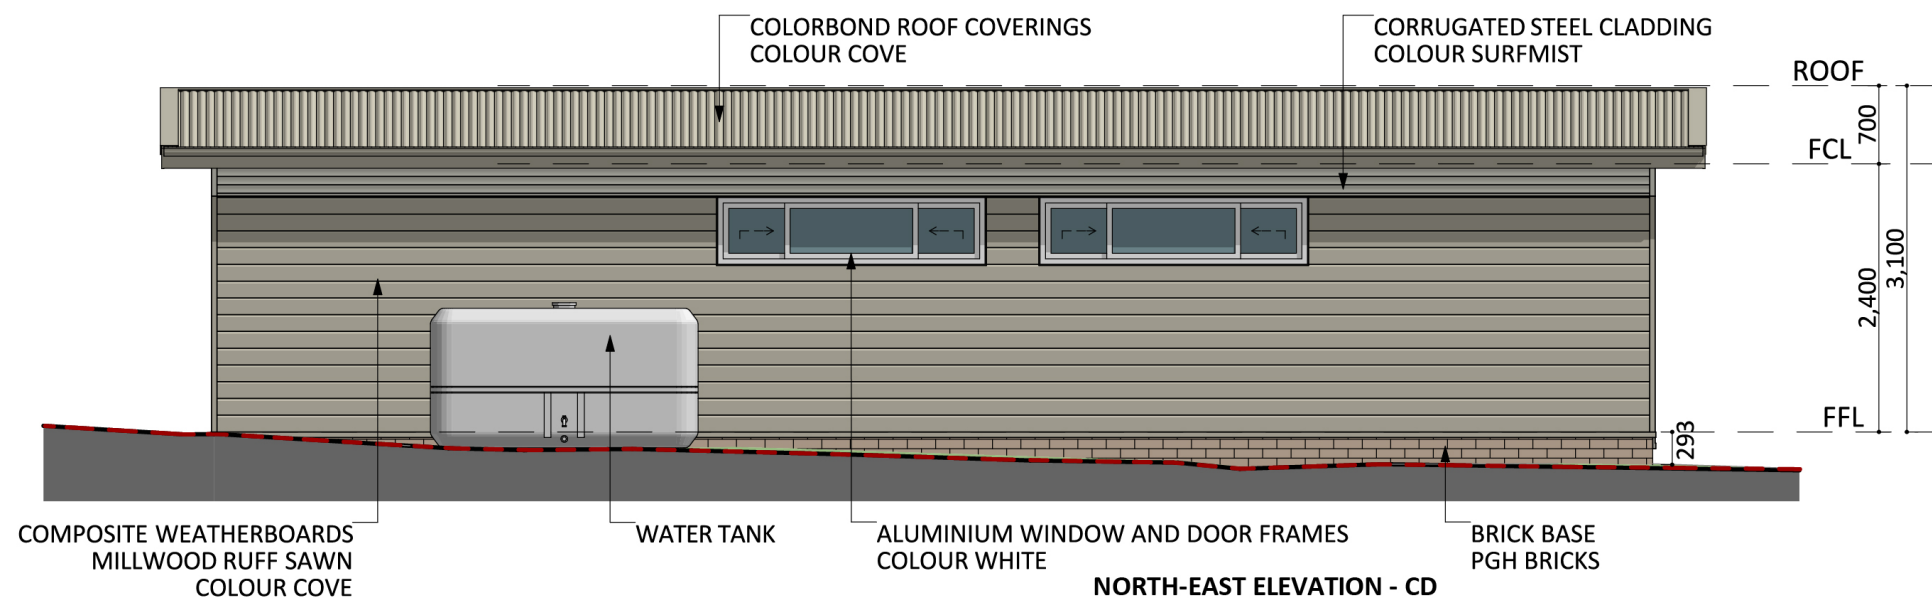 COLORBOND ROOF COVERINGS
COLOUR COVE
CORRUGATED STEEL CLADDING
COLOUR SURFMIST
ROOF
700
FCL
2,400
3,100
FFL
293
COMPOSITE WEATHERBOARDS
MILLWOOD RUFF SAWN
COLOUR COVE
WATER TANK
ALUMINIUM WINDOW AND DOOR FRAMES
COLOUR WHITE
BRICK BASE
PGH BRICKS
NORTH-EAST ELEVATION - CD